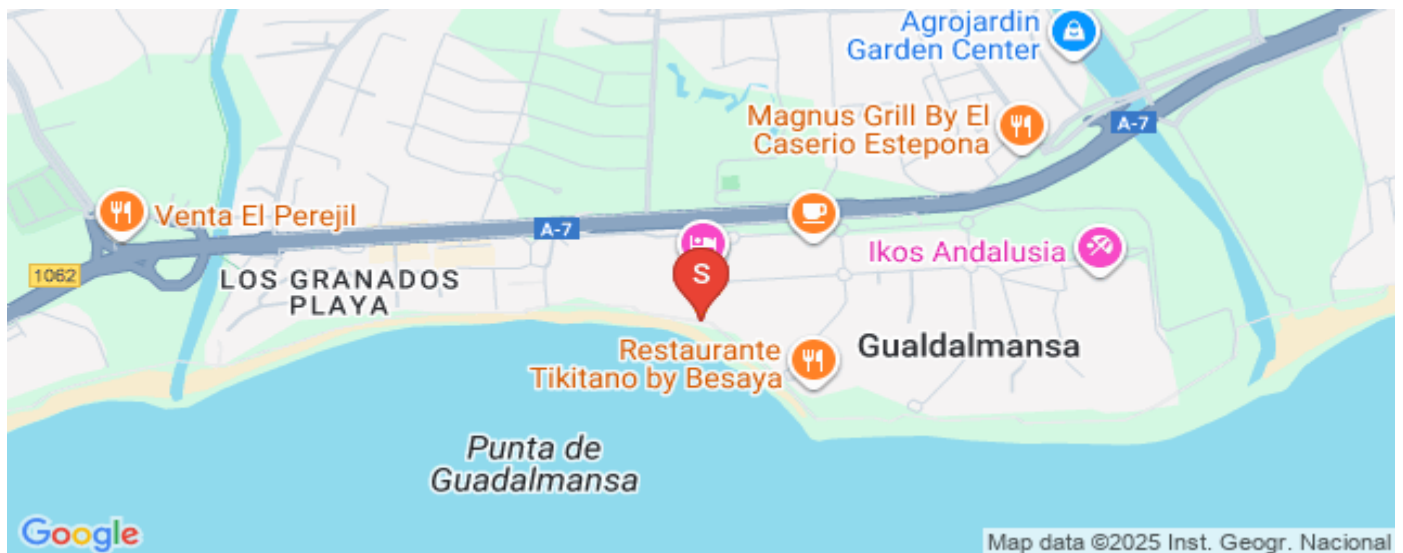 Agrojardin
Garden Center
Magnus Grill By El
Caserio Estepona
A-7
Venta El Perejil
A-7
Ikos Andalusia
1062
LOS GRANADOS
PLAYA
S
Restaurante
Tikitano by Besaya
Gualdalmansa
Punta de
Guadalmansa
Google
Map data ©2025 Inst. Geogr. Nacional